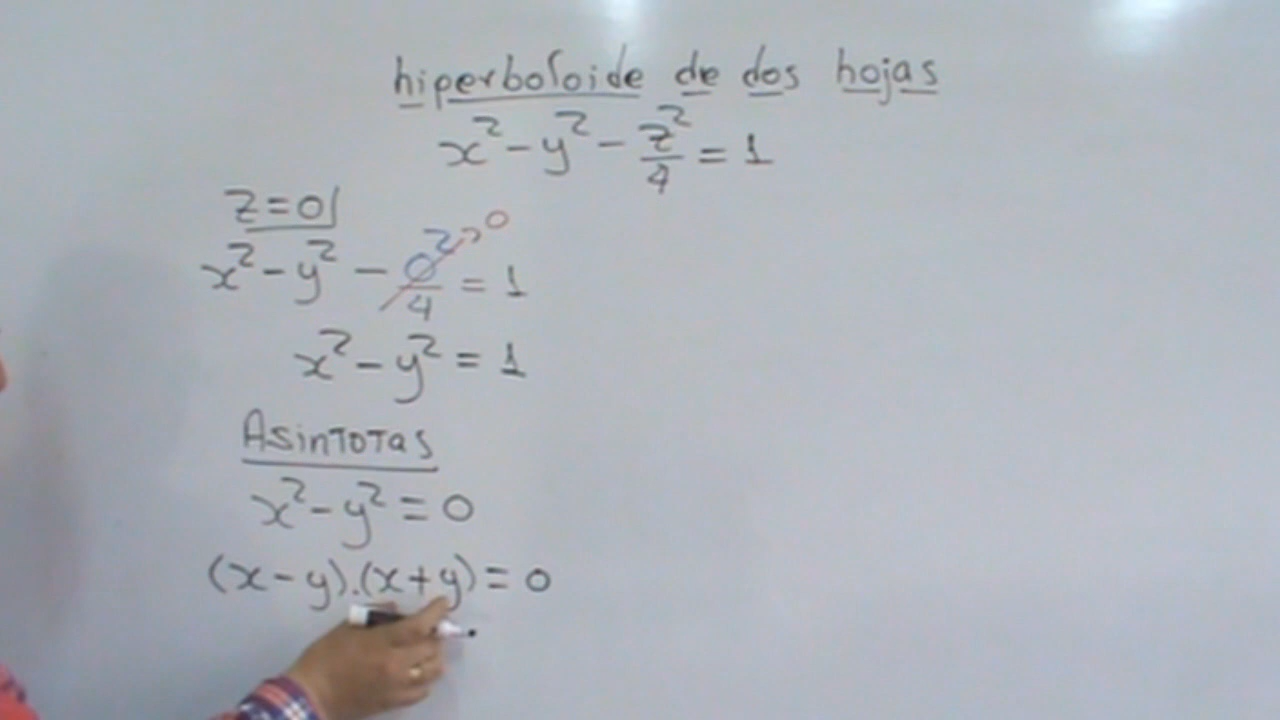 hiperboloide de dos hojas
x² - y² - z²/4 = 1
z = 0
x² - y² - 0²/4 → 0 = 1
x² - y² = 1
Asintotas
x² - y² = 0
(x - y).(x + y) = 0